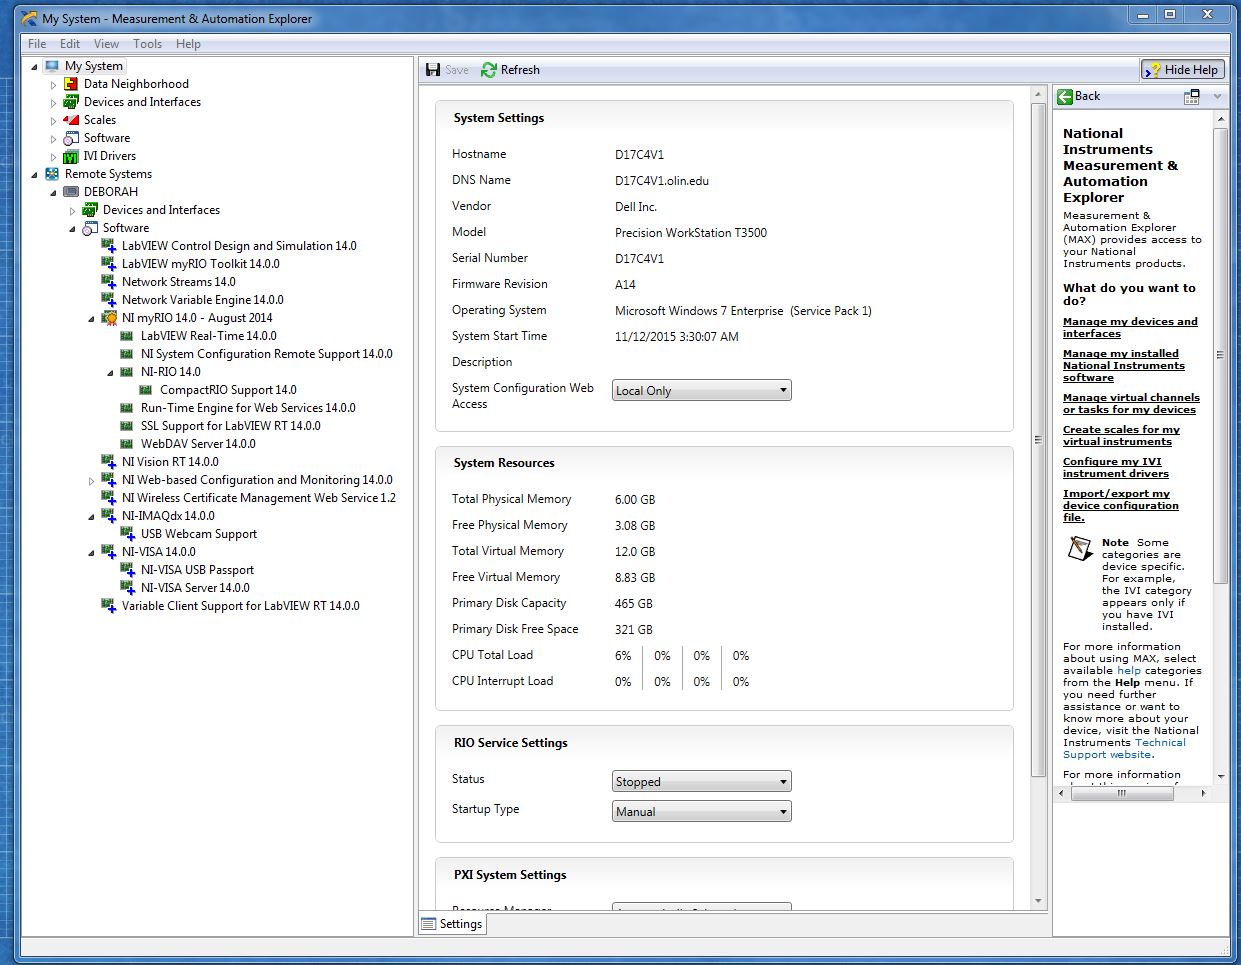 My System - Measurement & Automation Explorer
File Edit View Tools Help
My System
Data Neighborhood
Devices and Interfaces
Scales
Software
IVI Drivers
Remote Systems
DEBORAH
Devices and Interfaces
Software
LabVIEW Control Design and Simulation 14.0
LabVIEW myRIO Toolkit 14.0.0
Network Streams 14.0
Network Variable Engine 14.0.0
NI myRIO 14.0 - August 2014
LabVIEW Real-Time 14.0.0
NI System Configuration Remote Support 14.0.0
NI-RIO 14.0
CompactRIO Support 14.0
Run-Time Engine for Web Services 14.0.0
SSL Support for LabVIEW RT 14.0.0
WebDAV Server 14.0.0
NI Vision RT 14.0.0
NI Web-based Configuration and Monitoring 14.0.0
NI Wireless Certificate Management Web Service 1.2
NI-IMAQdx 14.0.0
USB Webcam Support
NI-VISA 14.0.0
NI-VISA USB Passport
NI-VISA Server 14.0.0
Variable Client Support for LabVIEW RT 14.0.0
Save Refresh Hide Help
System Settings
Hostname D17C4V1
DNS Name D17C4V1.olin.edu
Vendor Dell Inc.
Model Precision WorkStation T3500
Serial Number D17C4V1
Firmware Revision A14
Operating System Microsoft Windows 7 Enterprise (Service Pack 1)
System Start Time 11/12/2015 3:30:07 AM
Description
System Configuration Web
Access
Local Only
System Resources
Total Physical Memory 6.00 GB
Free Physical Memory 3.08 GB
Total Virtual Memory 12.0 GB
Free Virtual Memory 8.83 GB
Primary Disk Capacity 465 GB
Primary Disk Free Space 321 GB
CPU Total Load 6% 0% 0% 0%
CPU Interrupt Load 0% 0% 0% 0%
RIO Service Settings
Status Stopped
Startup Type Manual
PXI System Settings
Resource Manager
Settings
Back
National
Instruments
Measurement &
Automation
Explorer
Measurement &
Automation Explorer
(MAX) provides access to
your National
Instruments products.
What do you want to
do?
Manage my devices and
interfaces
Manage my installed
National Instruments
software
Manage virtual channels
or tasks for my devices
Create scales for my
virtual instruments
Configure my IVI
instrument drivers
Import/export my
device configuration
file.
Note Some
categories are
device specific.
For example,
the IVI category
appears only if
you have IVI
installed.
For more information
about using MAX, select
available help categories
from the Help menu. If
you need further
assistance or want to
know more about your
device, visit the National
Instruments Technical
Support website.
For more information